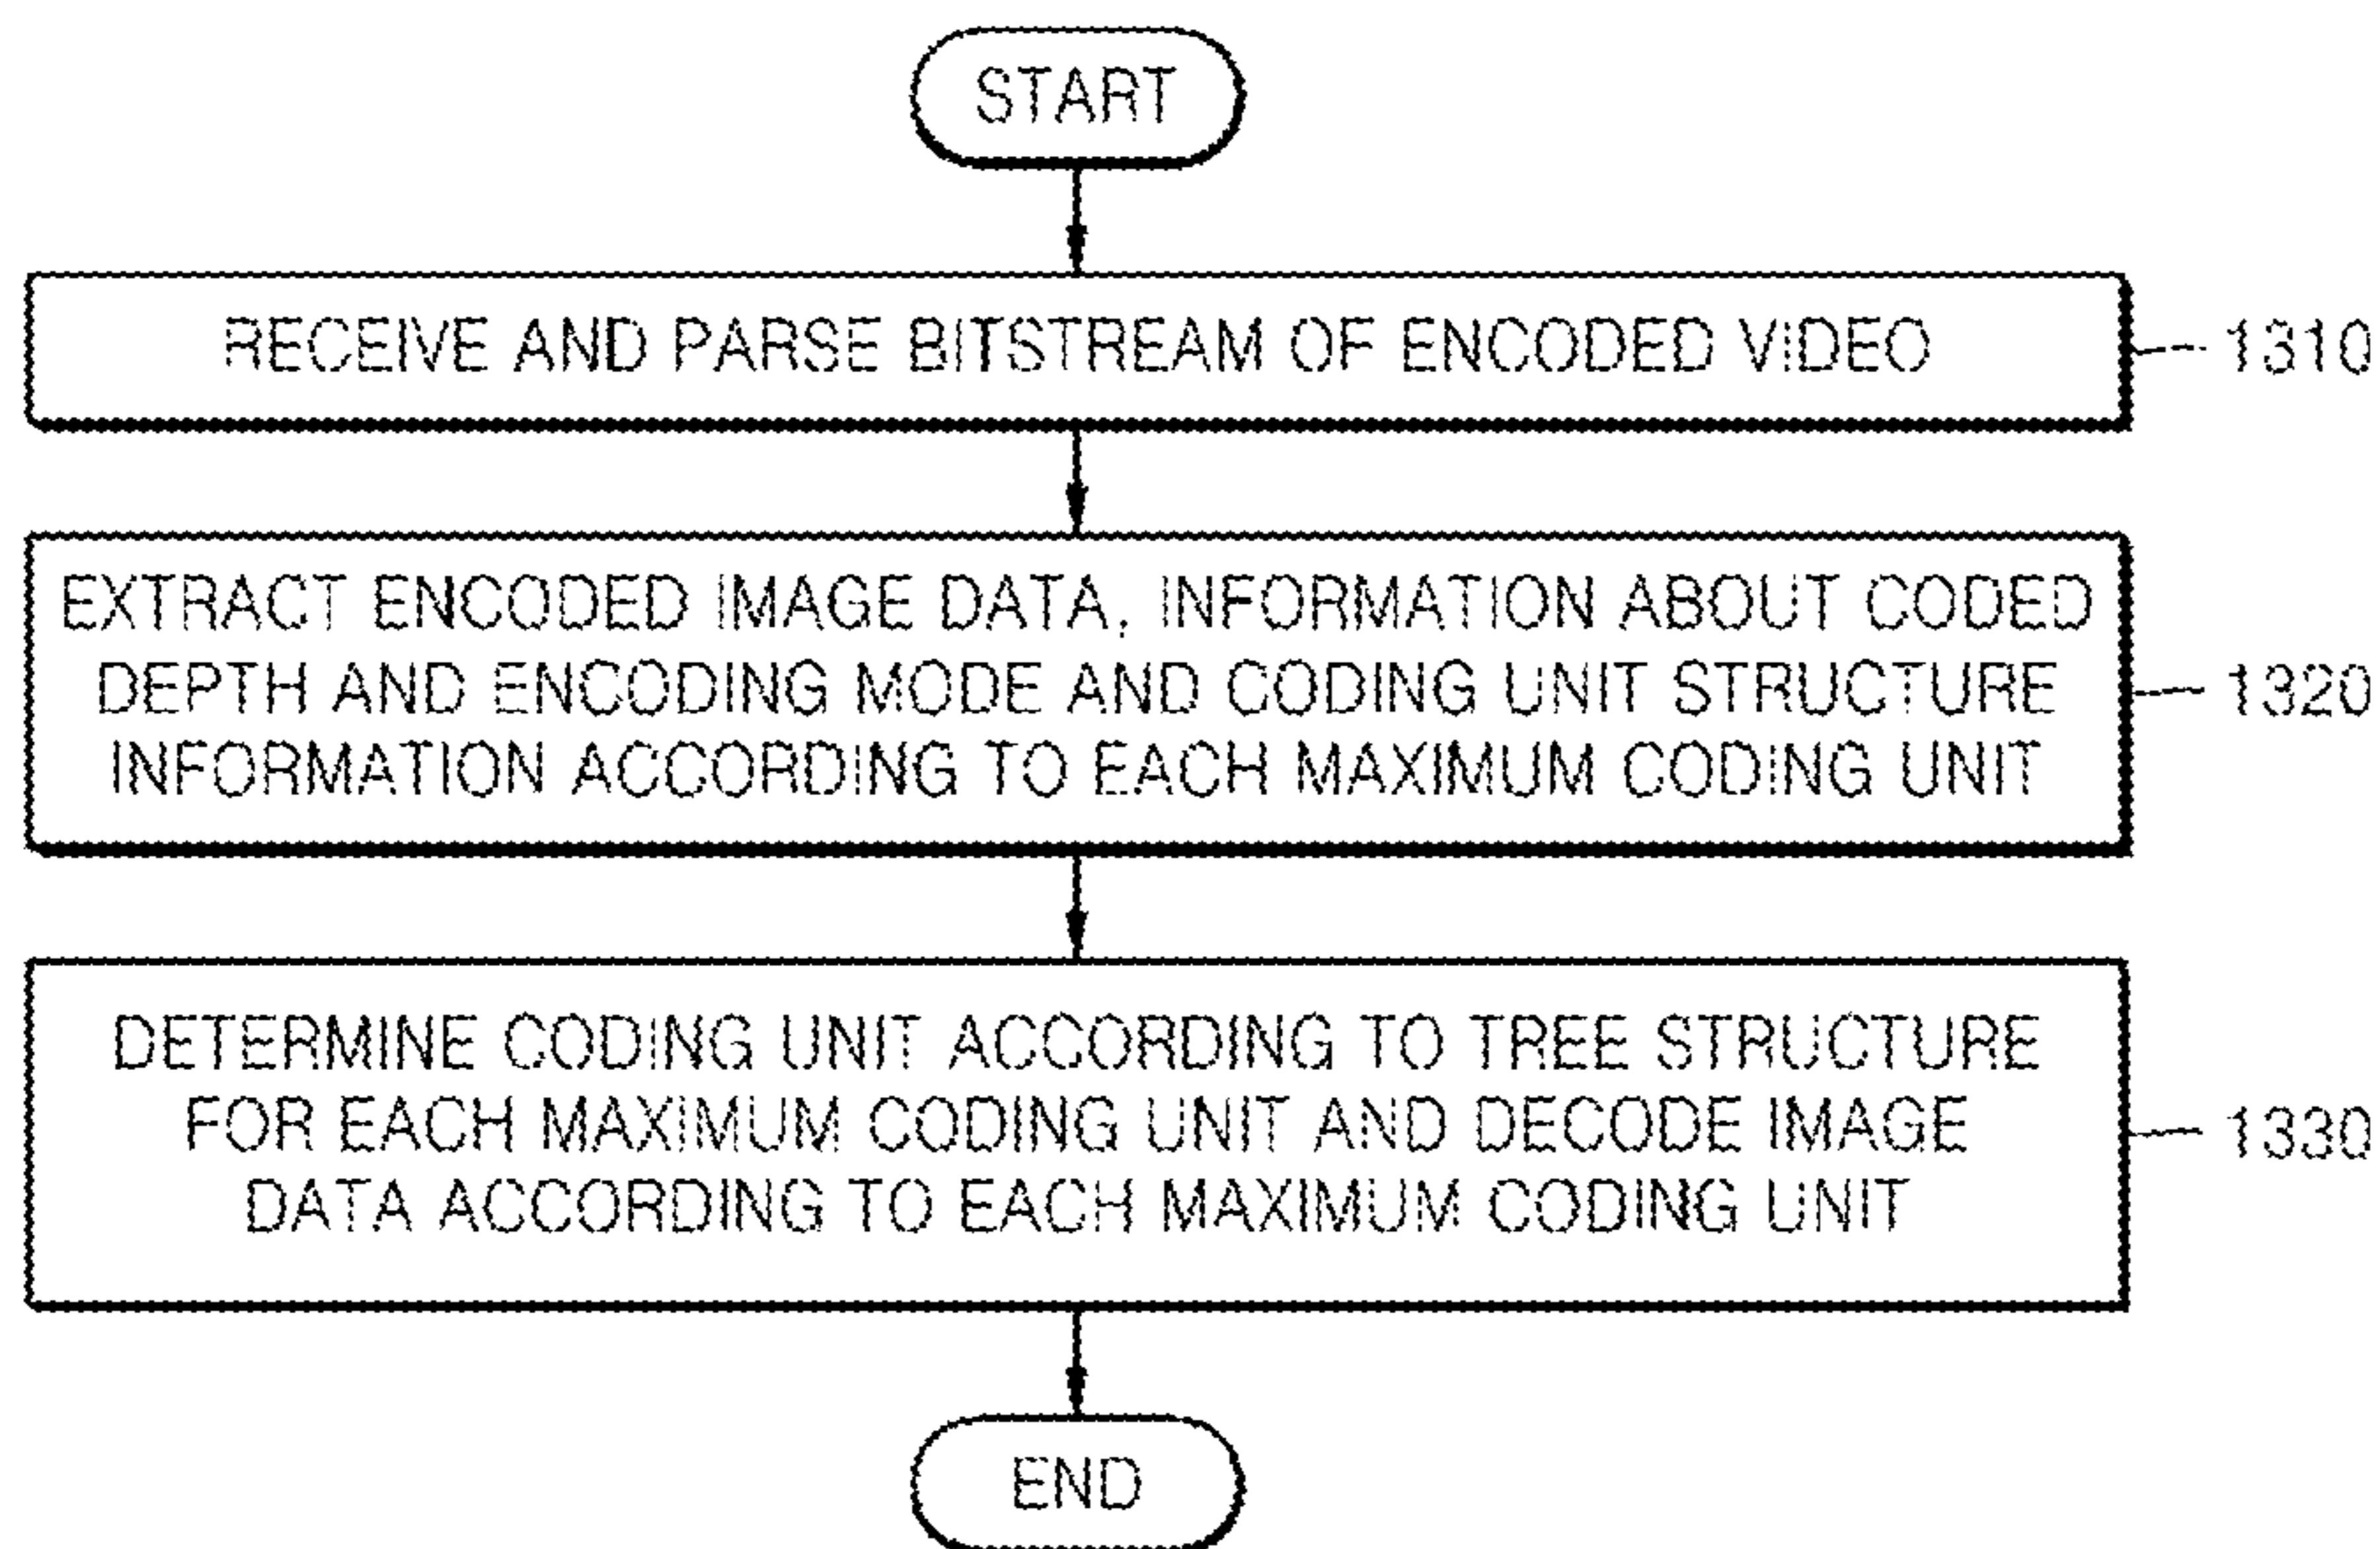 START
RECEIVE AND PARSE BITSTREAM OF ENCODED VIDEO
1310
EXTRACT ENCODED IMAGE DATA, INFORMATION ABOUT CODED
DEPTH AND ENCODING MODE AND CODING UNIT STRUCTURE
INFORMATION ACCORDING TO EACH MAXIMUM CODING UNIT
1320
DETERMINE CODING UNIT ACCORDING TO TREE STRUCTURE
FOR EACH MAXIMUM CODING UNIT AND DECODE IMAGE
DATA ACCORDING TO EACH MAXIMUM CODING UNIT
1330
END